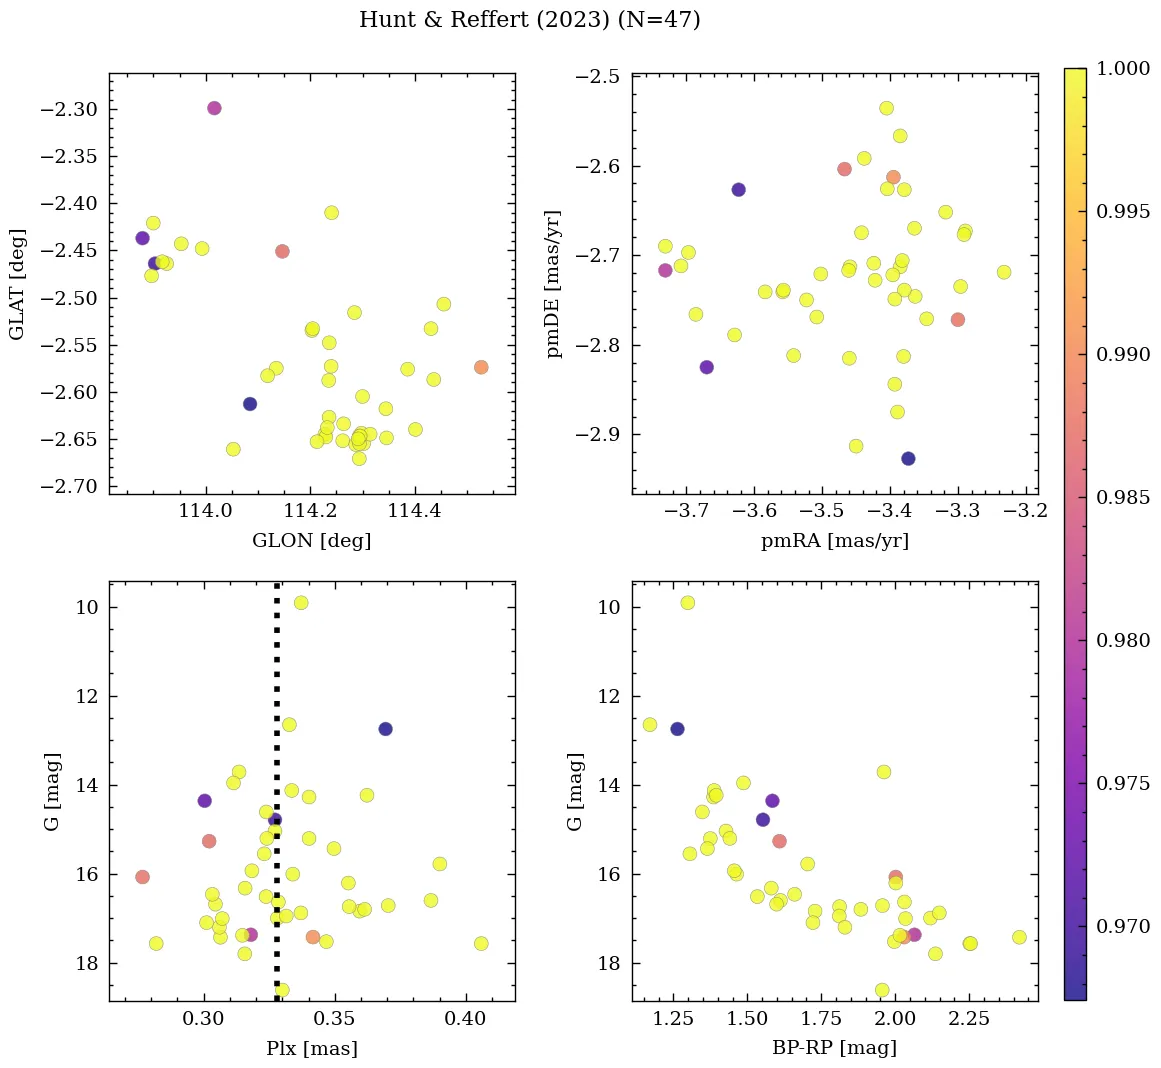 Hunt & Reffert (2023) (N=47)
−2.30
−2.35
−2.40
−2.45
−2.50
−2.55
−2.60
−2.65
−2.70
GLAT [deg]
114.0 114.2 114.4
GLON [deg]
−2.5
−2.6
−2.7
−2.8
−2.9
pmDE [mas/yr]
−3.7 −3.6 −3.5 −3.4 −3.3 −3.2
pmRA [mas/yr]
10
12
14
16
18
G [mag]
0.30 0.35 0.40
Plx [mas]
10
12
14
16
18
G [mag]
1.25 1.50 1.75 2.00 2.25
BP-RP [mag]
1.000
0.995
0.990
0.985
0.980
0.975
0.970